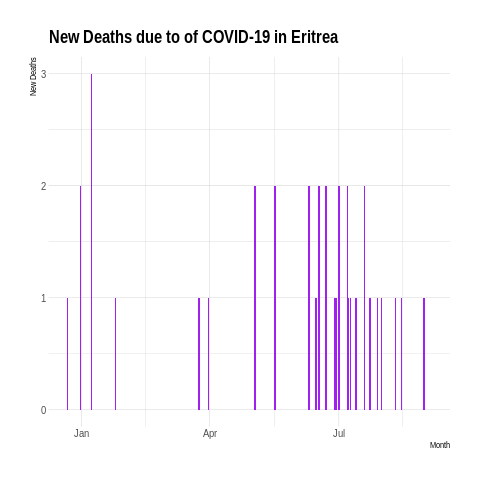 New Deaths due to of COVID-19 in Eritrea
New Deaths
3
2
1
0
Jan Apr Jul
Month